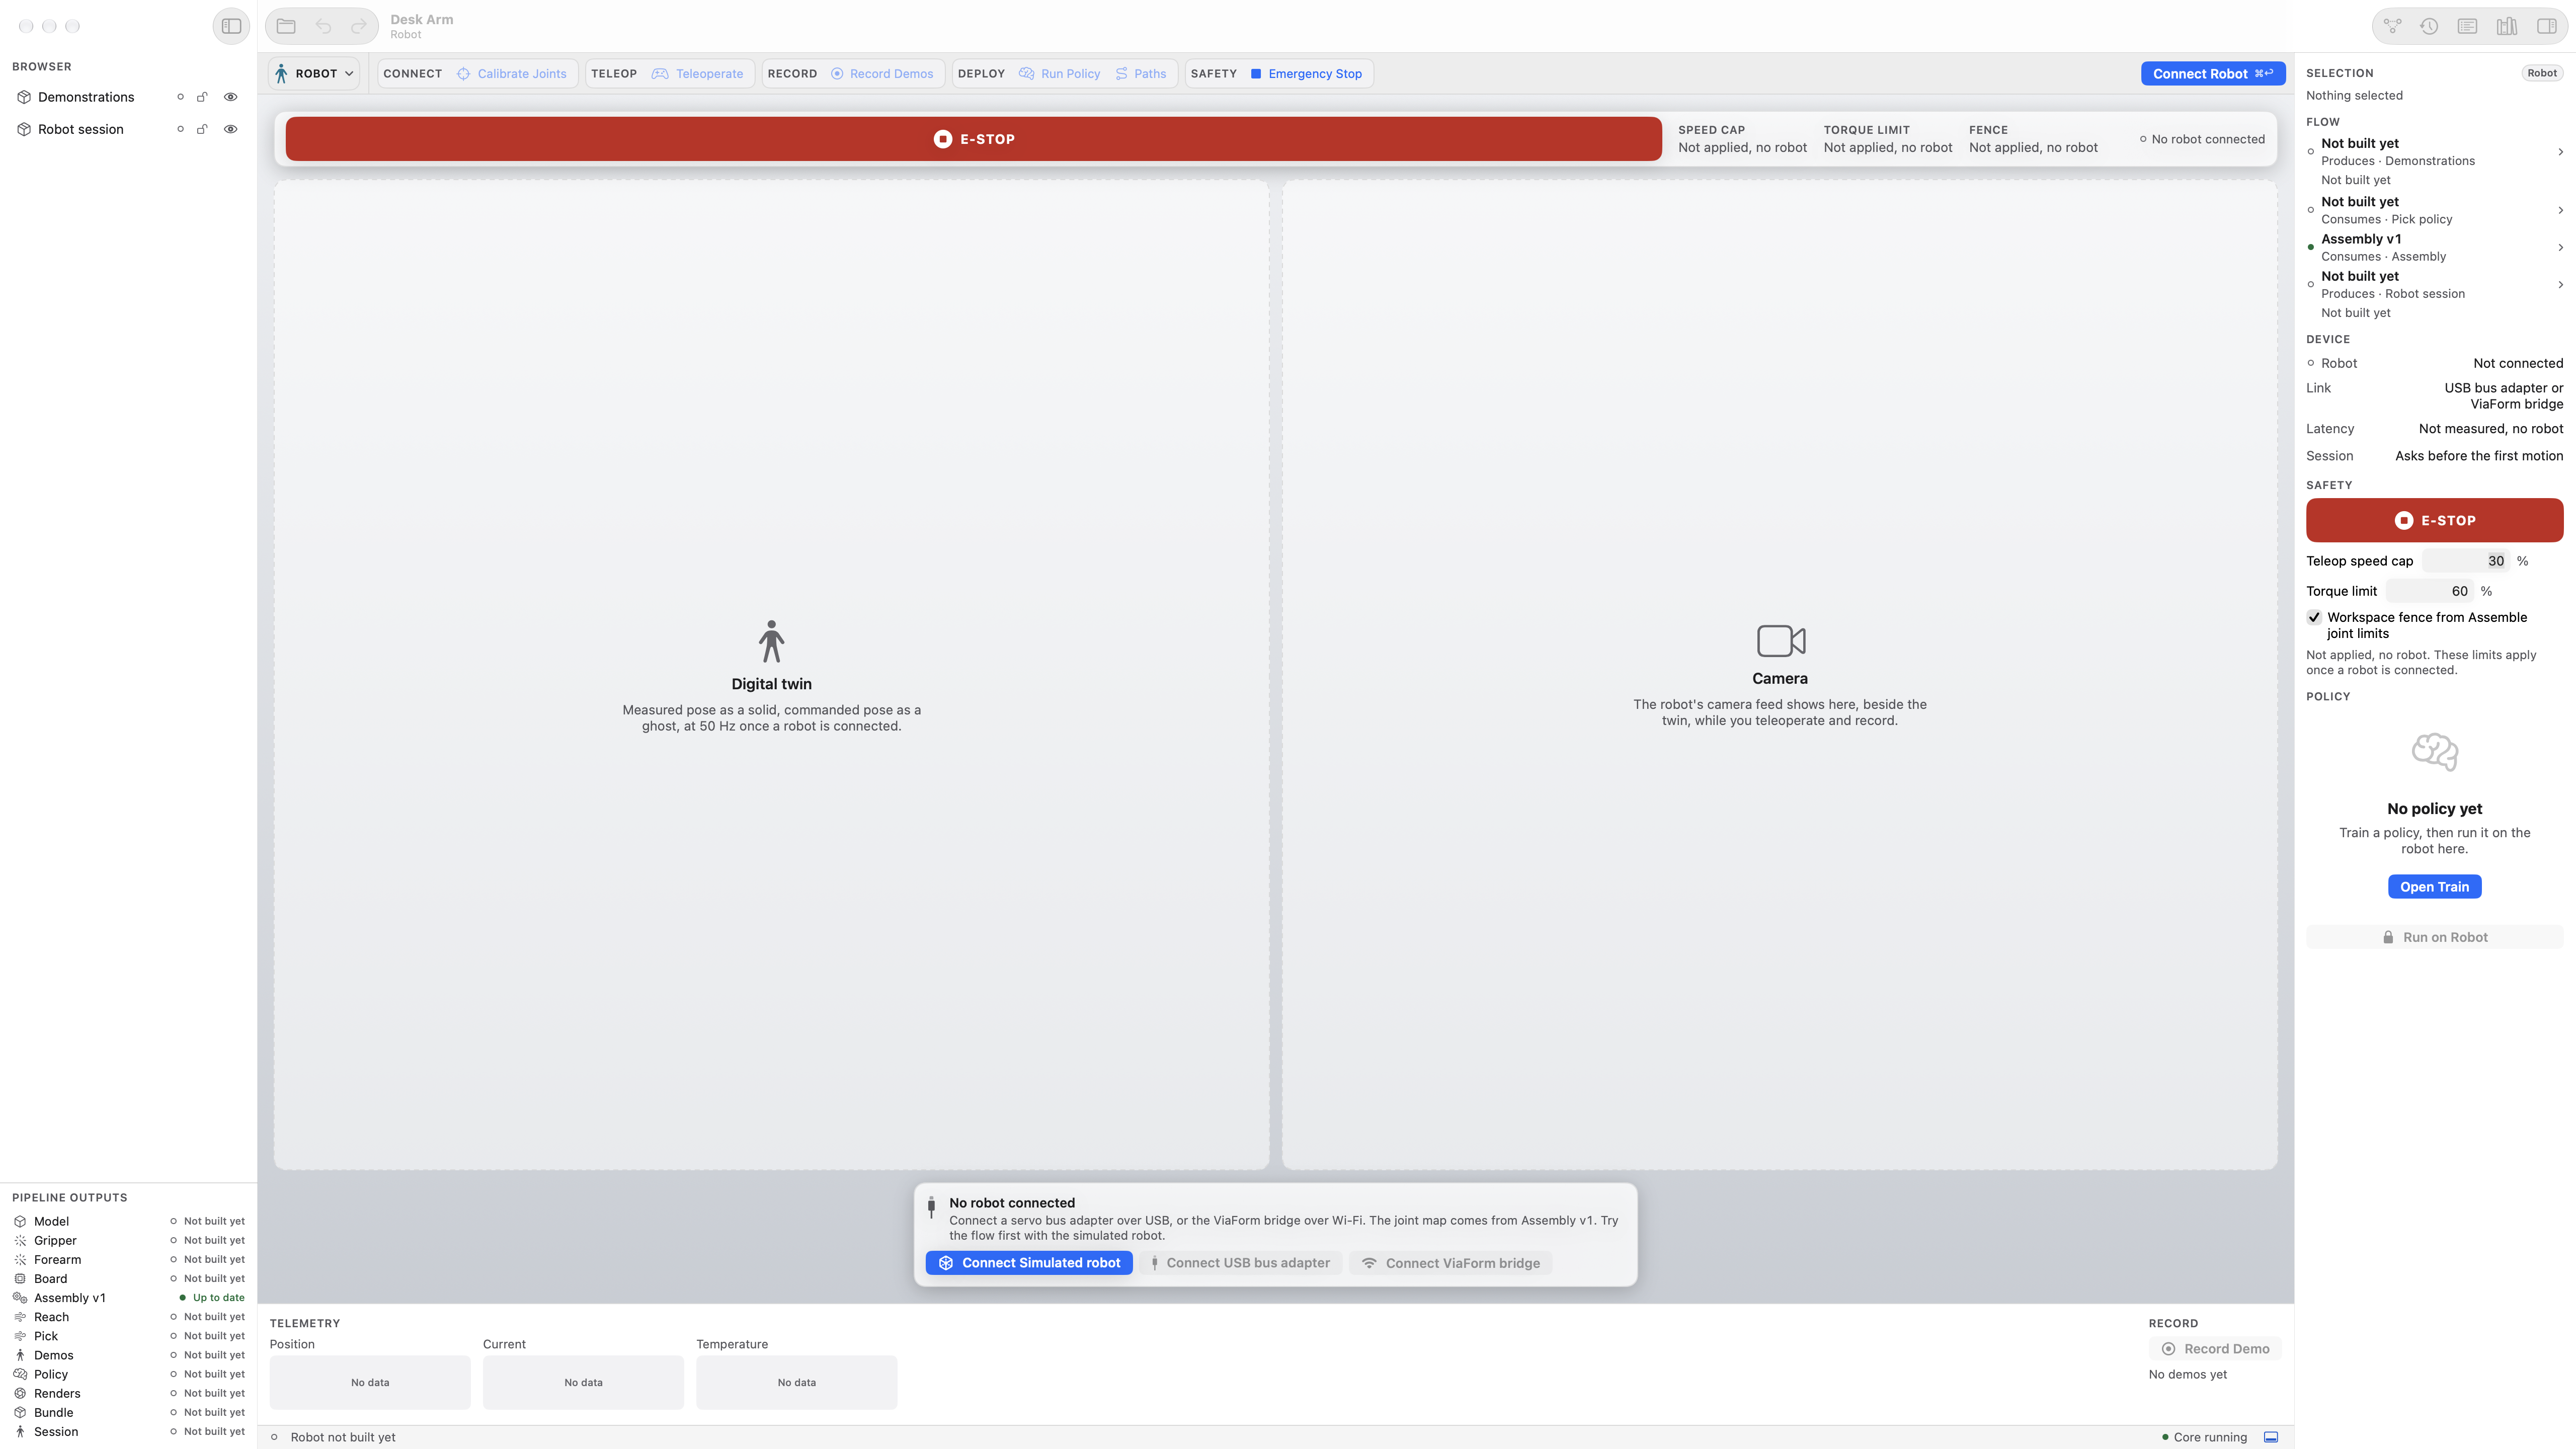 Desk Arm
Robot
BROWSER
Demonstrations
Robot session
ROBOT
CONNECT
Calibrate Joints
TELEOP
Teleoperate
RECORD
Record Demos
DEPLOY
Run Policy
Paths
SAFETY
Emergency Stop
Connect Robot ⌘↩
E-STOP
SPEED CAP
Not applied, no robot
TORQUE LIMIT
Not applied, no robot
FENCE
Not applied, no robot
No robot connected
Digital twin
Measured pose as a solid, commanded pose as a
ghost, at 50 Hz once a robot is connected.
Camera
The robot's camera feed shows here, beside the
twin, while you teleoperate and record.
No robot connected
Connect a servo bus adapter over USB, or the ViaForm bridge over Wi-Fi. The joint map comes from Assembly v1. Try
the flow first with the simulated robot.
Connect Simulated robot
Connect USB bus adapter
Connect ViaForm bridge
PIPELINE OUTPUTS
Model Not built yet
Gripper Not built yet
Forearm Not built yet
Board Not built yet
Assembly v1 Up to date
Reach Not built yet
Pick Not built yet
Demos Not built yet
Policy Not built yet
Renders Not built yet
Bundle Not built yet
Session Not built yet
TELEMETRY
Position
No data
Current
No data
Temperature
No data
RECORD
Record Demo
No demos yet
Robot not built yet
Core running
SELECTION
Robot
Nothing selected
FLOW
Not built yet
Produces · Demonstrations
Not built yet
Not built yet
Consumes · Pick policy
Assembly v1
Consumes · Assembly
Not built yet
Produces · Robot session
Not built yet
DEVICE
Robot Not connected
Link USB bus adapter or
ViaForm bridge
Latency Not measured, no robot
Session Asks before the first motion
SAFETY
E-STOP
Teleop speed cap 30 %
Torque limit 60 %
Workspace fence from Assemble
joint limits
Not applied, no robot. These limits apply
once a robot is connected.
POLICY
No policy yet
Train a policy, then run it on the
robot here.
Open Train
Run on Robot